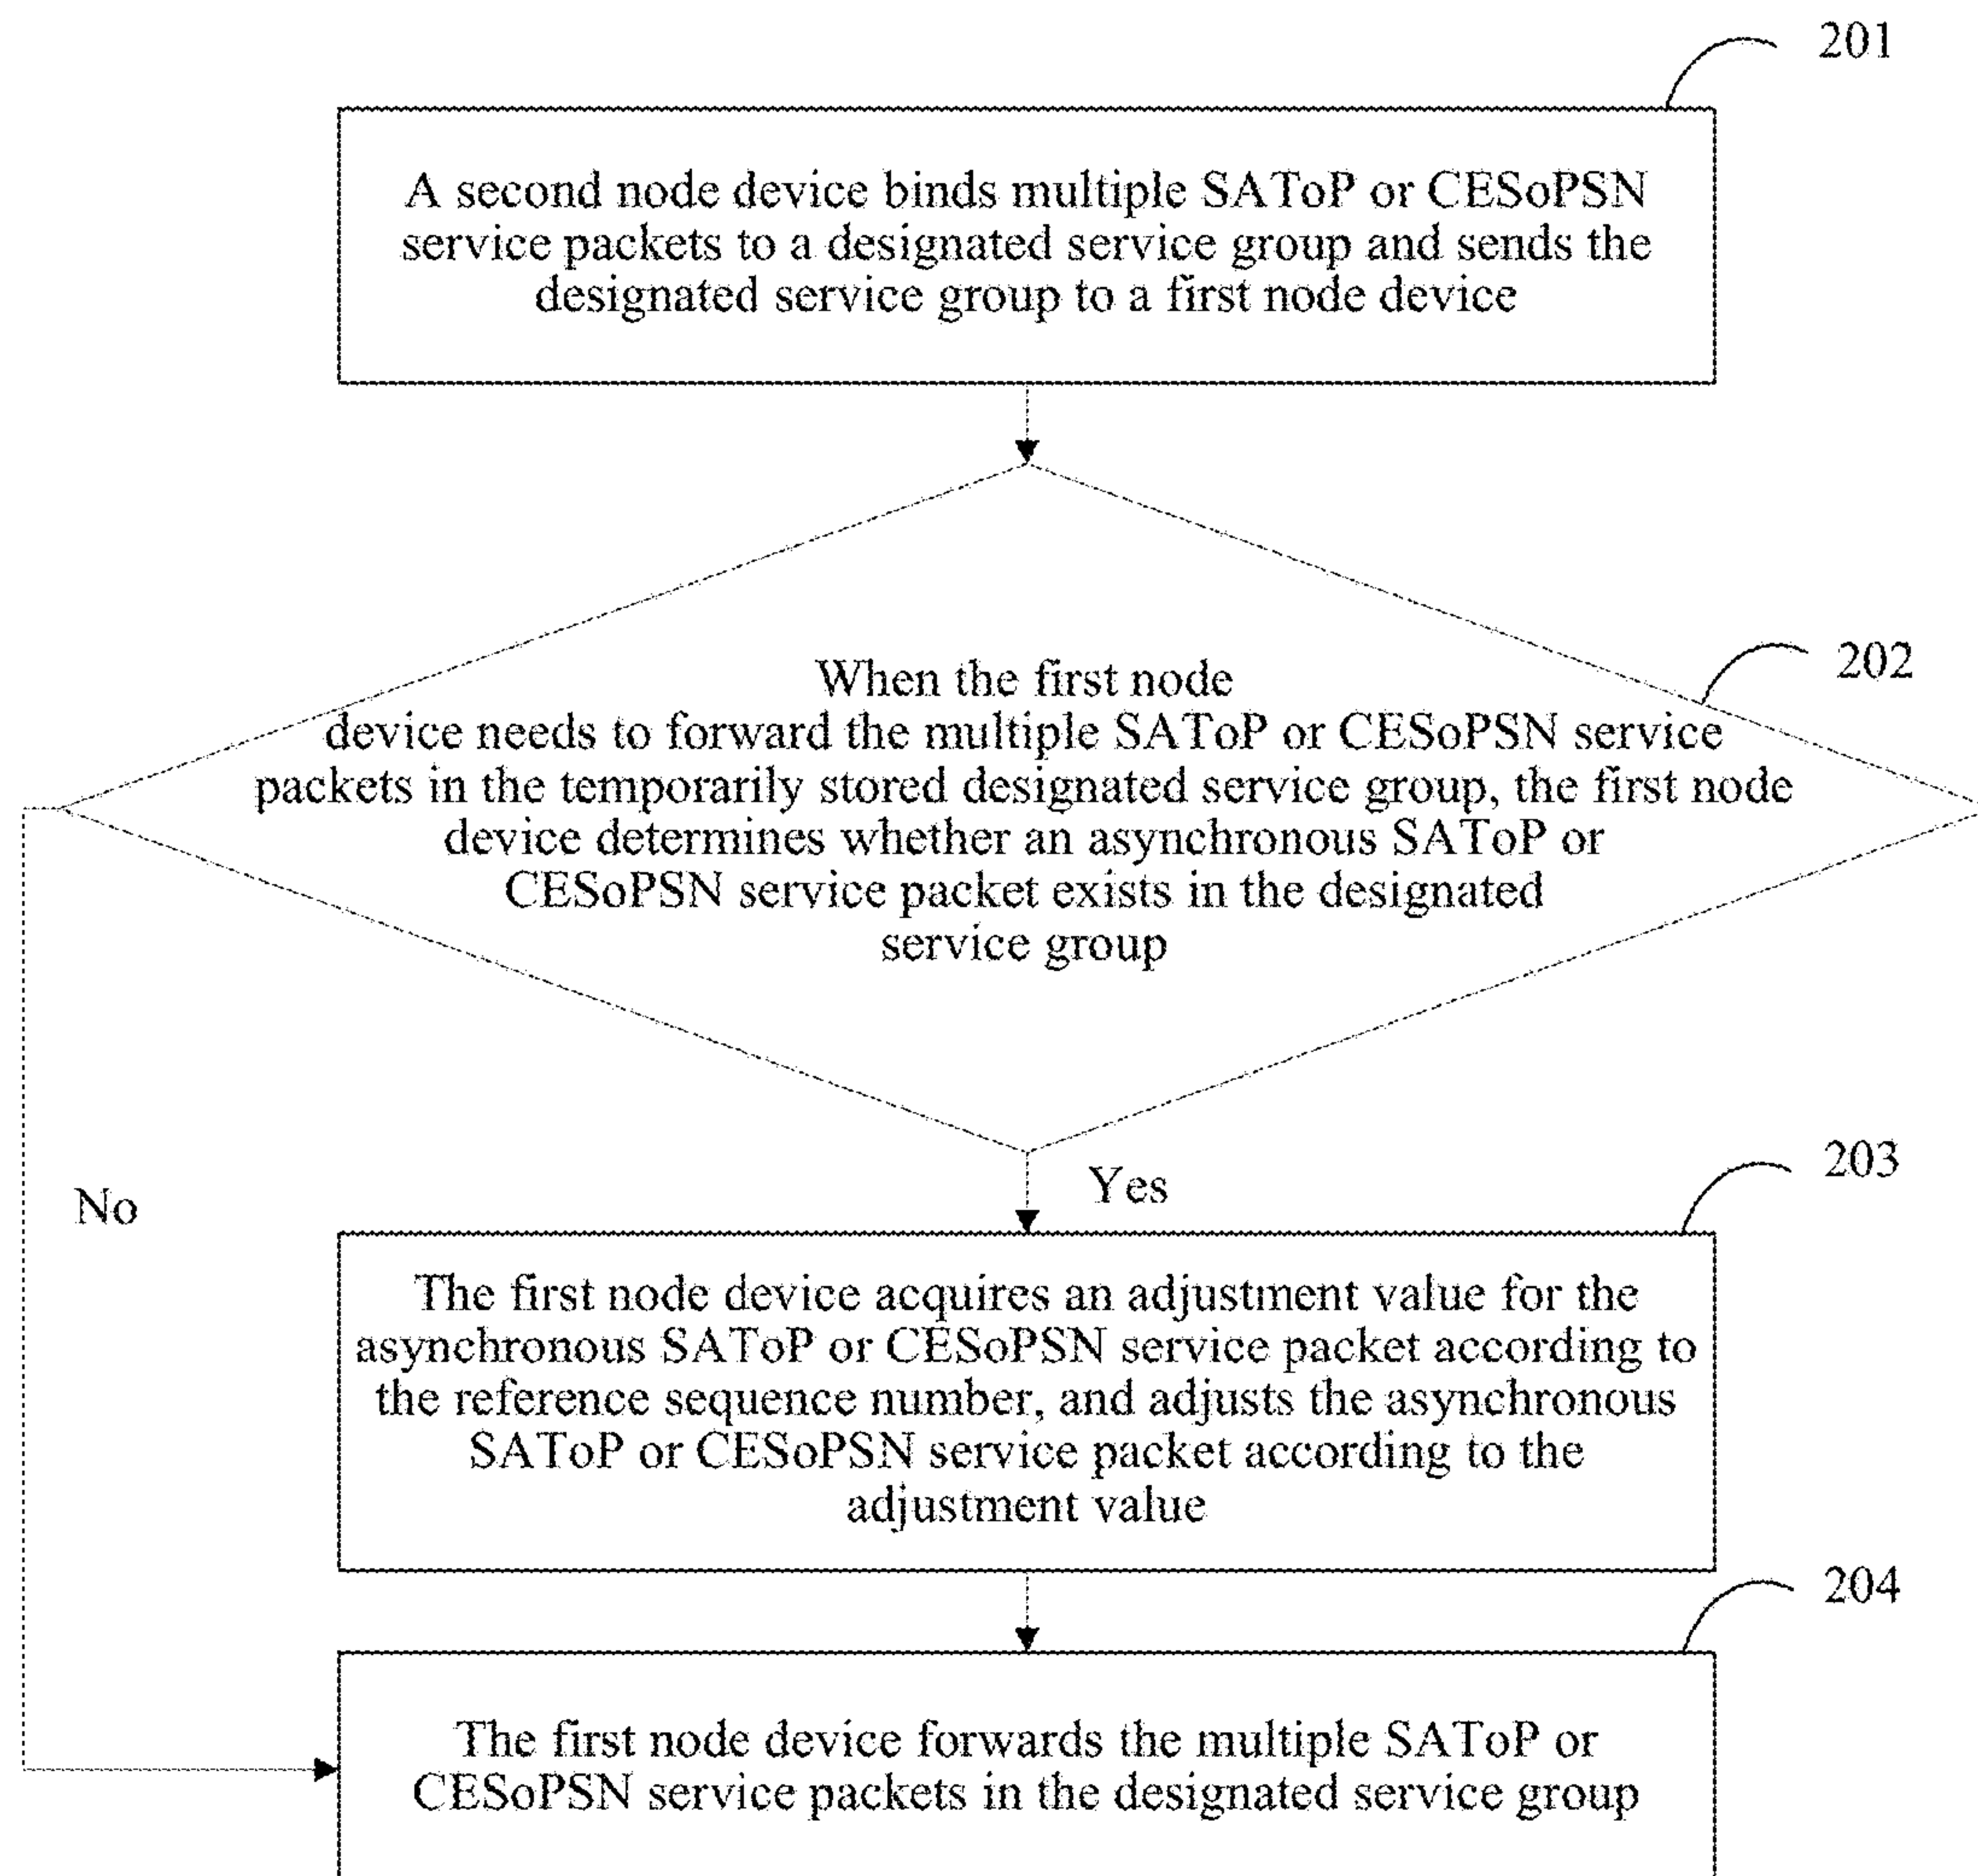 201
A second node device binds multiple SAToP or CESoPSN
service packets to a designated service group and sends the
designated service group to a first node device
202
When the first node
device needs to forward the multiple SAToP or CESoPSN service
packets in the temporarily stored designated service group, the first node
device determines whether an asynchronous SAToP or
CESoPSN service packet exists in the designated
service group
No
Yes
203
The first node device acquires an adjustment value for the
asynchronous SAToP or CESoPSN service packet according to
the reference sequence number, and adjusts the asynchronous
SAToP or CESoPSN service packet according to the
adjustment value
204
The first node device forwards the multiple SAToP or
CESoPSN service packets in the designated service group